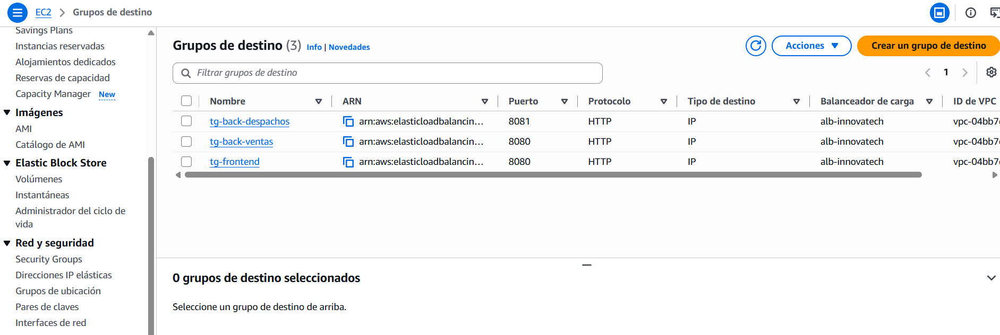 EC2 > Grupos de destino
Savings Plans
Instancias reservadas
Alojamientos dedicados
Reservas de capacidad
Capacity Manager New
Imágenes
AMI
Catálogo de AMI
Elastic Block Store
Volúmenes
Instantáneas
Administrador del ciclo de
vida
Red y seguridad
Security Groups
Direcciones IP elásticas
Grupos de ubicación
Pares de claves
Interfaces de red
Grupos de destino (3) Info | Novedades
Acciones
Crear un grupo de destino
Filtrar grupos de destino
1
Nombre ARN Puerto Protocolo Tipo de destino Balanceador de carga ID de VPC
tg-back-despachos arn:aws:elasticloadbalancin... 8081 HTTP IP alb-innovatech vpc-04bb7
tg-back-ventas arn:aws:elasticloadbalancin... 8080 HTTP IP alb-innovatech vpc-04bb7
tg-frontend arn:aws:elasticloadbalancin... 8080 HTTP IP alb-innovatech vpc-04bb7
0 grupos de destino seleccionados
Seleccione un grupo de destino de arriba.